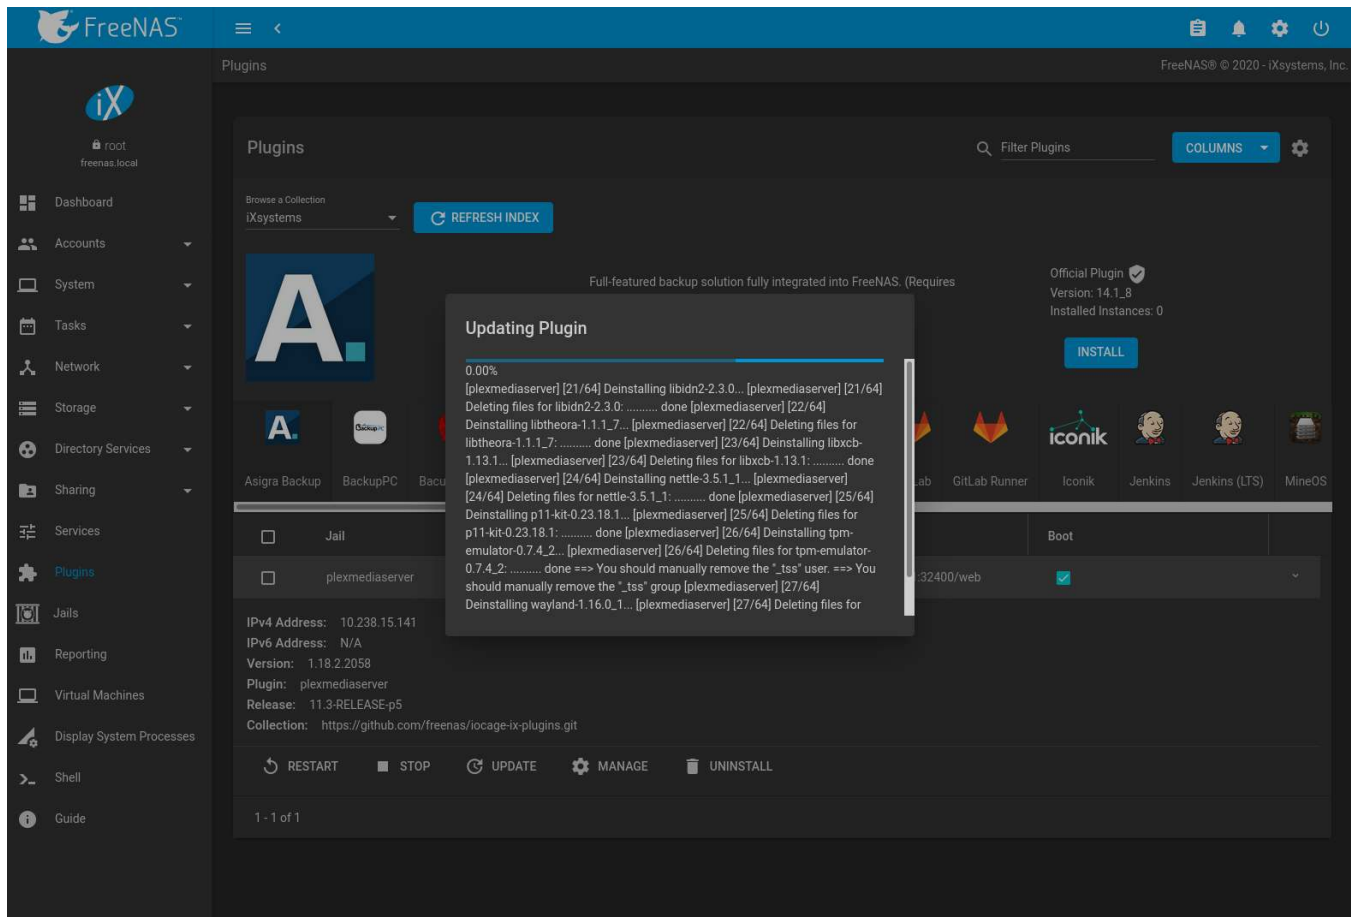 FreeNAS
Plugins
FreeNAS® © 2020 - iXsystems, Inc.
iX
root
freenas.local
Dashboard
Accounts
System
Tasks
Network
Storage
Directory Services
Sharing
Services
Plugins
Jails
Reporting
Virtual Machines
Display System Processes
Shell
Guide
Plugins
Filter Plugins
COLUMNS
Browse a Collection
iXsystems
REFRESH INDEX
A.
Full-featured backup solution fully integrated into FreeNAS. (Requires
Official Plugin
Version: 14.1_8
Installed Instances: 0
INSTALL
Updating Plugin
0.00%
[plexmediaserver] [21/64] Deinstalling libidn2-2.3.0... [plexmediaserver] [21/64]
Deleting files for libidn2-2.3.0: .......... done [plexmediaserver] [22/64]
Deinstalling libtheora-1.1.1_7... [plexmediaserver] [22/64] Deleting files for
libtheora-1.1.1_7: .......... done [plexmediaserver] [23/64] Deinstalling libxcb-
1.13.1... [plexmediaserver] [23/64] Deleting files for libxcb-1.13.1: .......... done
[plexmediaserver] [24/64] Deinstalling nettle-3.5.1_1... [plexmediaserver]
[24/64] Deleting files for nettle-3.5.1_1: .......... done [plexmediaserver] [25/64]
Deinstalling p11-kit-0.23.18.1... [plexmediaserver] [25/64] Deleting files for
p11-kit-0.23.18.1: .......... done [plexmediaserver] [26/64] Deinstalling tpm-
emulator-0.7.4_2... [plexmediaserver] [26/64] Deleting files for tpm-emulator-
0.7.4_2: .......... done ==> You should manually remove the "_tss" user. ==> You
should manually remove the "_tss" group [plexmediaserver] [27/64]
Deinstalling wayland-1.16.0_1... [plexmediaserver] [27/64] Deleting files for
A.
BackupPC
iconik
Asigra Backup
BackupPC
Bacu
Lab
GitLab Runner
Iconik
Jenkins
Jenkins (LTS)
MineOS
Jail
Boot
plexmediaserver
:32400/web
IPv4 Address: 10.238.15.141
IPv6 Address: N/A
Version: 1.18.2.2058
Plugin: plexmediaserver
Release: 11.3-RELEASE-p5
Collection: https://github.com/freenas/iocage-ix-plugins.git
RESTART
STOP
UPDATE
MANAGE
UNINSTALL
1 - 1 of 1